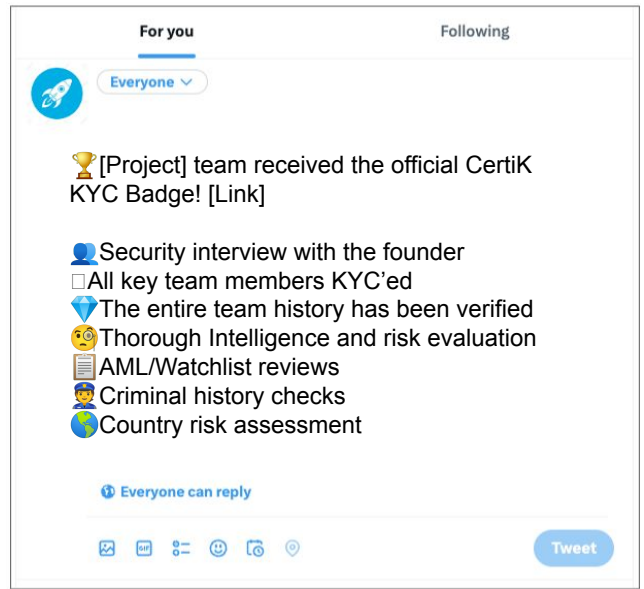 For you
Following
Everyone
🏆[Project] team received the official CertiK
KYC Badge! [Link]
👥Security interview with the founder
□All key team members KYC’ed
💎The entire team history has been verified
🧐Thorough Intelligence and risk evaluation
📋AML/Watchlist reviews
👮Criminal history checks
🌎Country risk assessment
Everyone can reply
GIF
Tweet